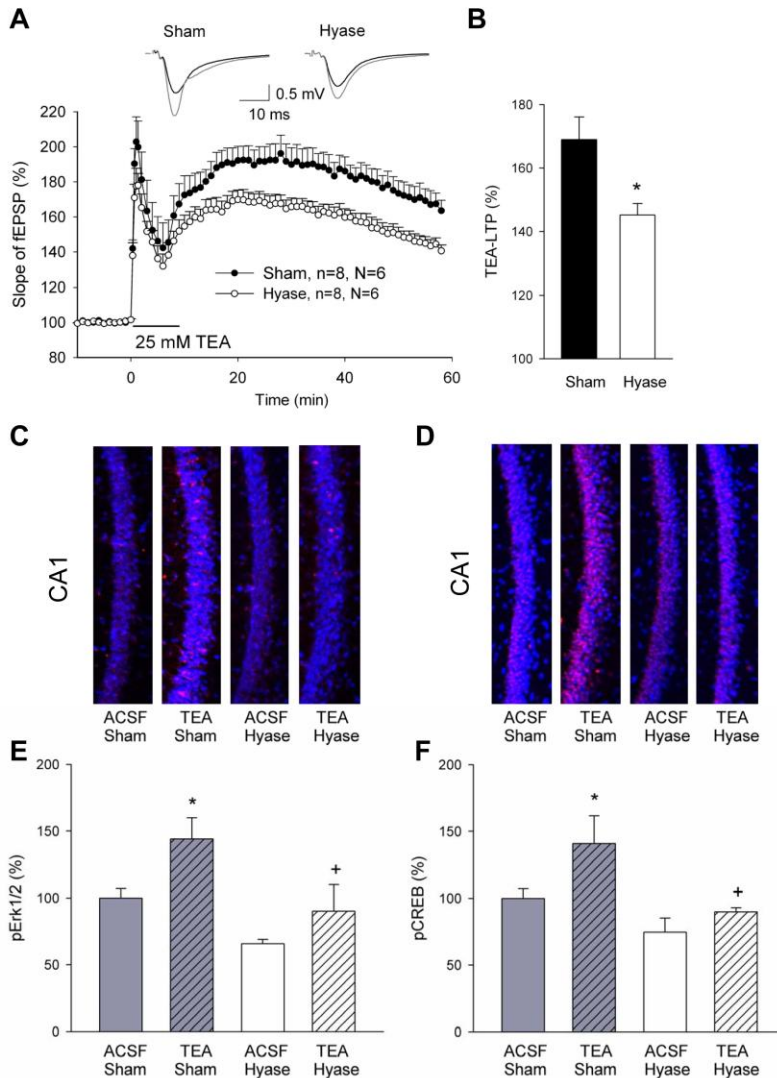 A
Sham
Hyase
0.5 mV
10 ms
Slope of fEPSP (%)
220
200
180
160
140
120
100
80
Sham, n=8, N=6
Hyase, n=8, N=6
25 mM TEA
0
20
40
60
Time (min)
B
TEA-LTP (%)
180
160
140
120
100
*
Sham
Hyase
C
CA1
ACSF
Sham
TEA
Sham
ACSF
Hyase
TEA
Hyase
D
CA1
ACSF
Sham
TEA
Sham
ACSF
Hyase
TEA
Hyase
E
pErk1/2 (%)
200
150
100
50
0
*
+
ACSF
Sham
TEA
Sham
ACSF
Hyase
TEA
Hyase
F
pCREB (%)
200
150
100
50
0
*
+
ACSF
Sham
TEA
Sham
ACSF
Hyase
TEA
Hyase